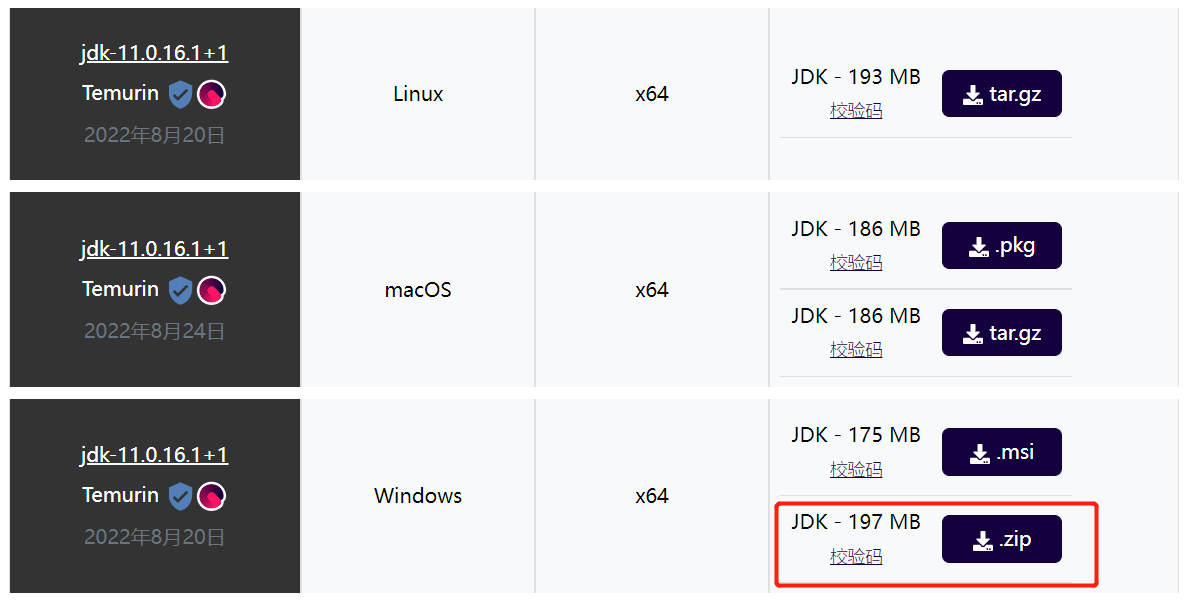 jdk-11.0.16.1+1
Temurin
2022年8月20日
Linux
x64
JDK - 193 MB
校验码
tar.gz
jdk-11.0.16.1+1
Temurin
2022年8月24日
macOS
x64
JDK - 186 MB
校验码
.pkg
JDK - 186 MB
校验码
tar.gz
jdk-11.0.16.1+1
Temurin
2022年8月20日
Windows
x64
JDK - 175 MB
校验码
.msi
JDK - 197 MB
校验码
.zip